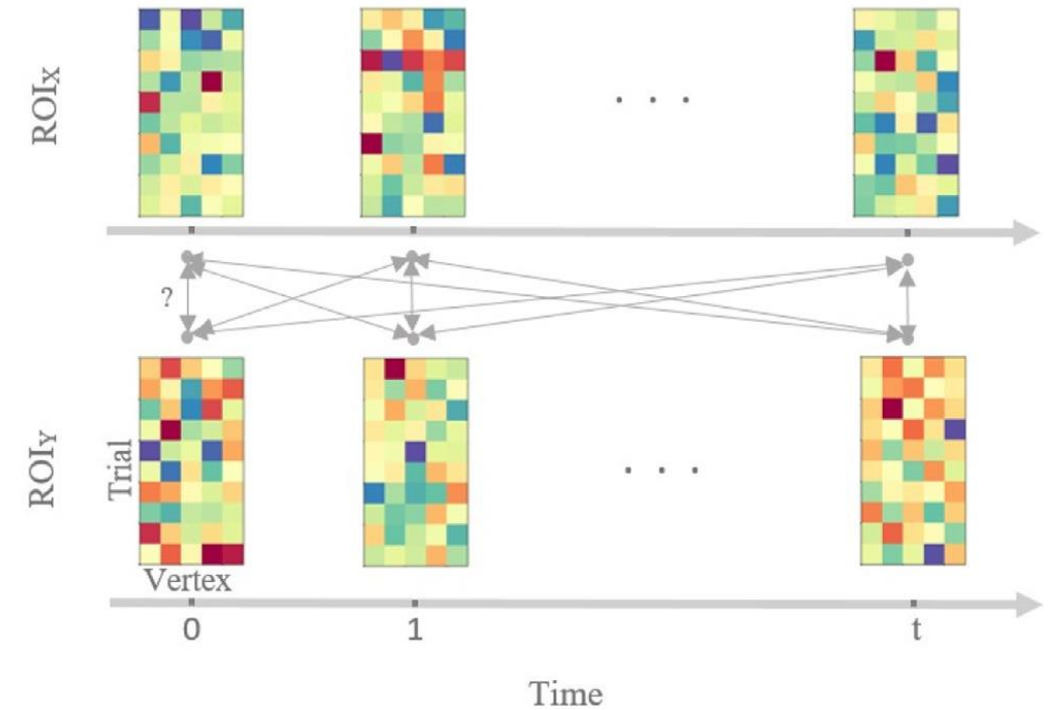 ROIX
. . .
?
ROIY
Trial
. . .
Vertex
0 1 t
Time